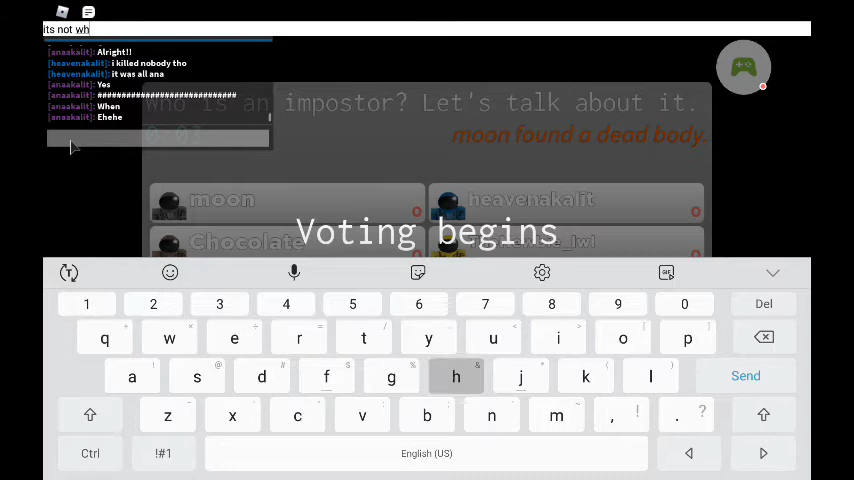 its not wh
[anaakalit]: Alright!!
[heavenakalit]: i killed nobody tho
[heavenakalit]: it was all ana
[anaakalit]: Yes
[anaakalit]: ############################
[anaakalit]: When
[anaakalit]: Ehehe
Who is an impostor? Let's talk about it.
moon found a dead body.
moon 0
heavenakalit 0
Chocolate 0
0
Voting begins
1 2 3 4 5 6 7 8 9 0 Del
q w e r t y u i o p
a s d f g h j k l Send
z x c v b n m , ! . ?
Ctrl !#1 English (US)